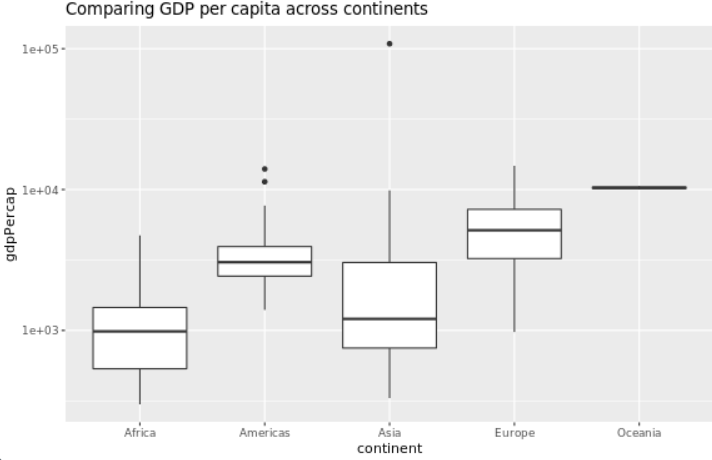 Comparing GDP per capita across continents
1e+05
1e+04
1e+03
gdpPercap
Africa Americas Asia Europe Oceania
continent